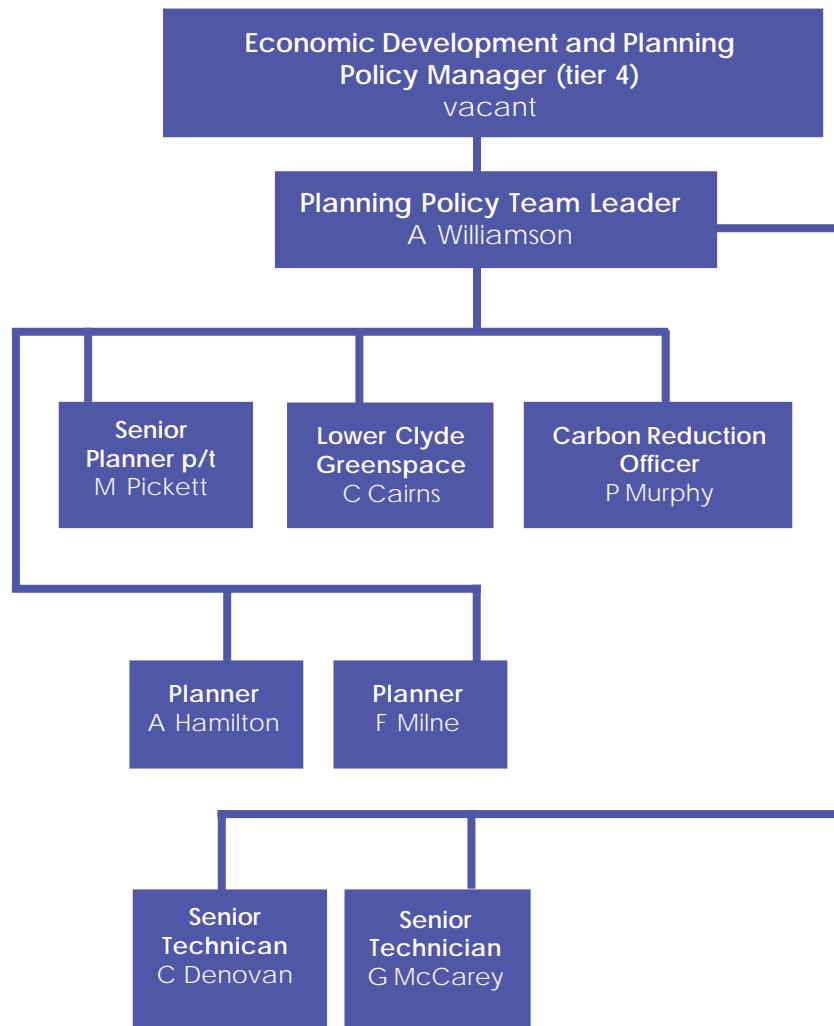 Economic Development and Planning
Policy Manager (tier 4)
vacant
Planning Policy Team Leader
A Williamson
Senior
Planner p/t
M Pickett
Lower Clyde
Greenspace
C Cairns
Carbon Reduction
Officer
P Murphy
Planner
A Hamilton
Planner
F Milne
Senior
Technican
C Denovan
Senior
Technician
G McCarey